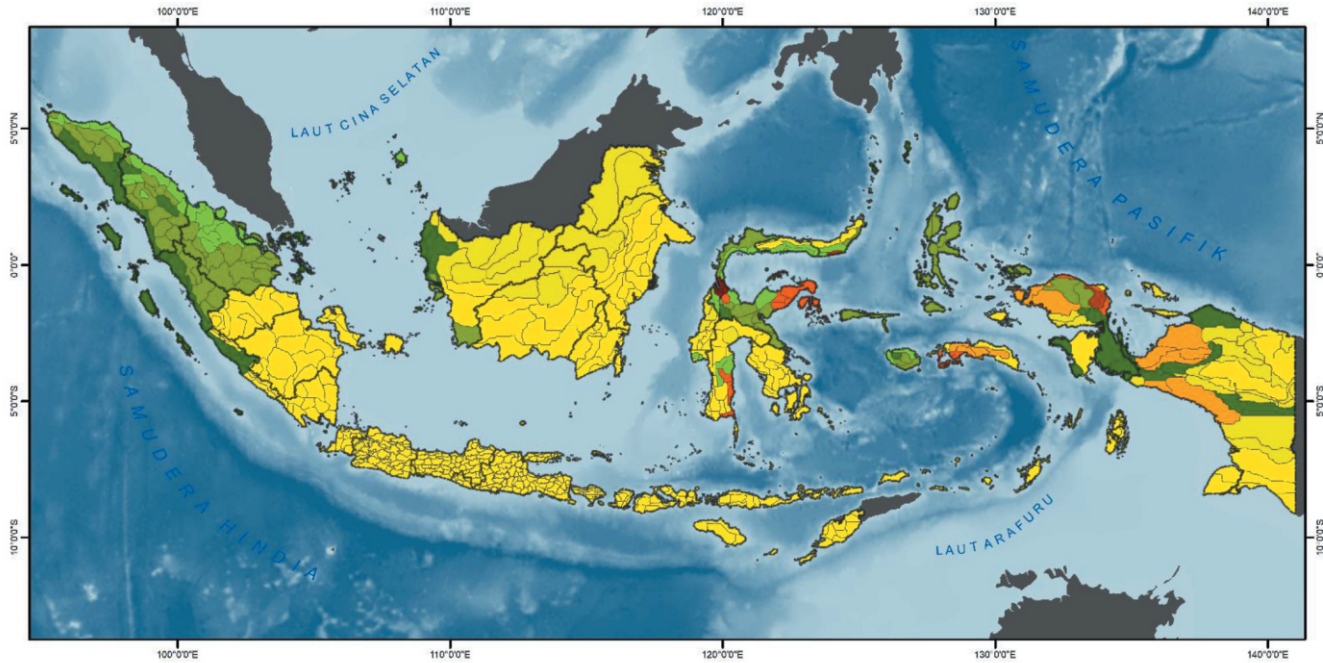 100°0'0"E
110°0'0"E
120°0'0"E
130°0'0"E
140°0'0"E
LAUT CINA SELATAN
SAMUDERA PASIFIK
5°0'0"N
5°0'0"N
0°0'0"
0°0'0"
5°0'0"S
5°0'0"S
SAMUDERA HINDIA
LAUT ARAFURU
10°0'0"S
10°0'0"S
100°0'0"E
110°0'0"E
120°0'0"E
130°0'0"E
140°0'0"E